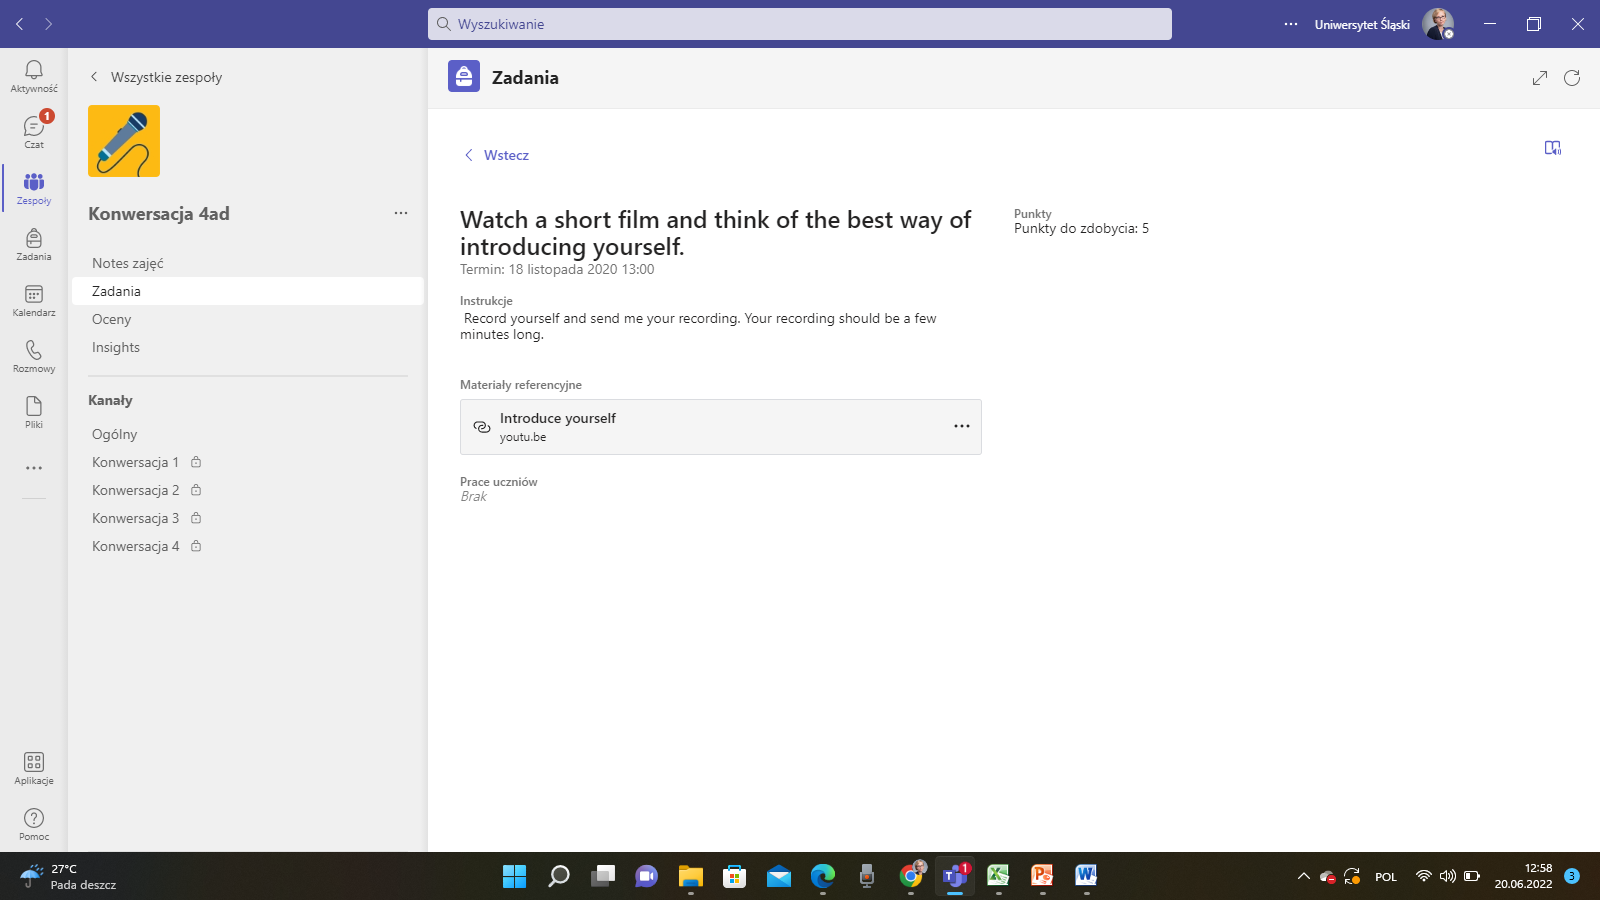 Wyszukiwanie
Uniwersytet Śląski
Aktywność
1
Czat
Zespoły
Zadania
Kalendarz
Rozmowy
Pliki
Aplikacje
Pomoc
Wszystkie zespoły
Konwersacja 4ad
Notes zajęć
Zadania
Oceny
Insights
Kanały
Ogólny
Konwersacja 1
Konwersacja 2
Konwersacja 3
Konwersacja 4
Zadania
Wstecz
Watch a short film and think of the best way of
introducing yourself.
Termin: 18 listopada 2020 13:00
Instrukcje
Record yourself and send me your recording. Your recording should be a few
minutes long.
Materiały referencyjne
Introduce yourself
youtu.be
Prace uczniów
Brak
Punkty
Punkty do zdobycia: 5
27°C
Pada deszcz
1
POL
12:58
20.06.2022
3